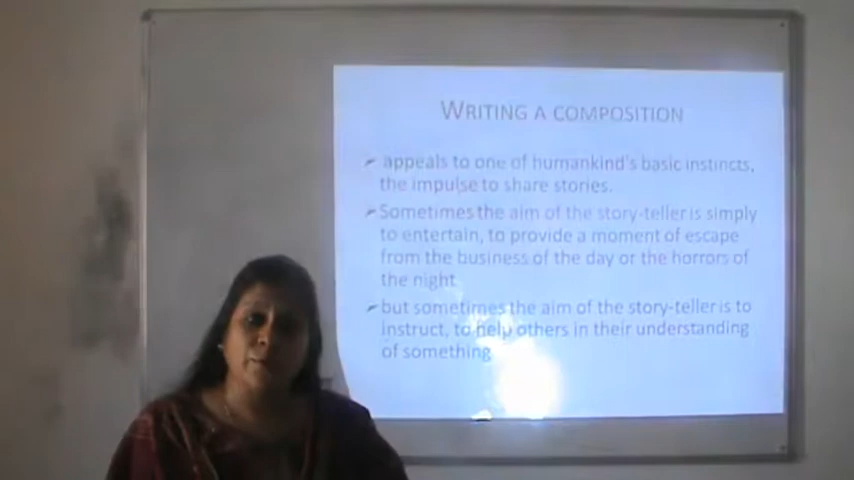 WRITING A COMPOSITION
appeals to one of humankind's basic instincts,
the impulse to share stories.
Sometimes the aim of the story-teller is simply
to entertain, to provide a moment of escape
from the business of the day or the horrors of
the night
but sometimes the aim of the story-teller is to
instruct, to help others in their understanding
of something